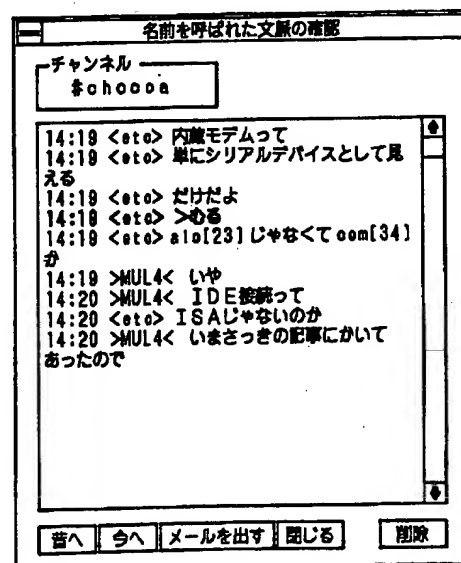 名前を呼ばれた文脈の確認
チャンネル
#chocoa
14:19 <eto> 内蔵モデムって
14:19 <eto> 単にシリアルデバイスとして見
える
14:19 <eto> だけだよ
14:19 <eto> >むる
14:19 <eto> aio[23]じゃなくてcom[34]
か
14:19 >MUL4< いや
14:20 >MUL4< IDE接続って
14:20 <eto> ISAじゃないのか
14:20 >MUL4< いまさっきの記事にかいて
あったので
昔へ 今へ メールを出す 閉じる 削除